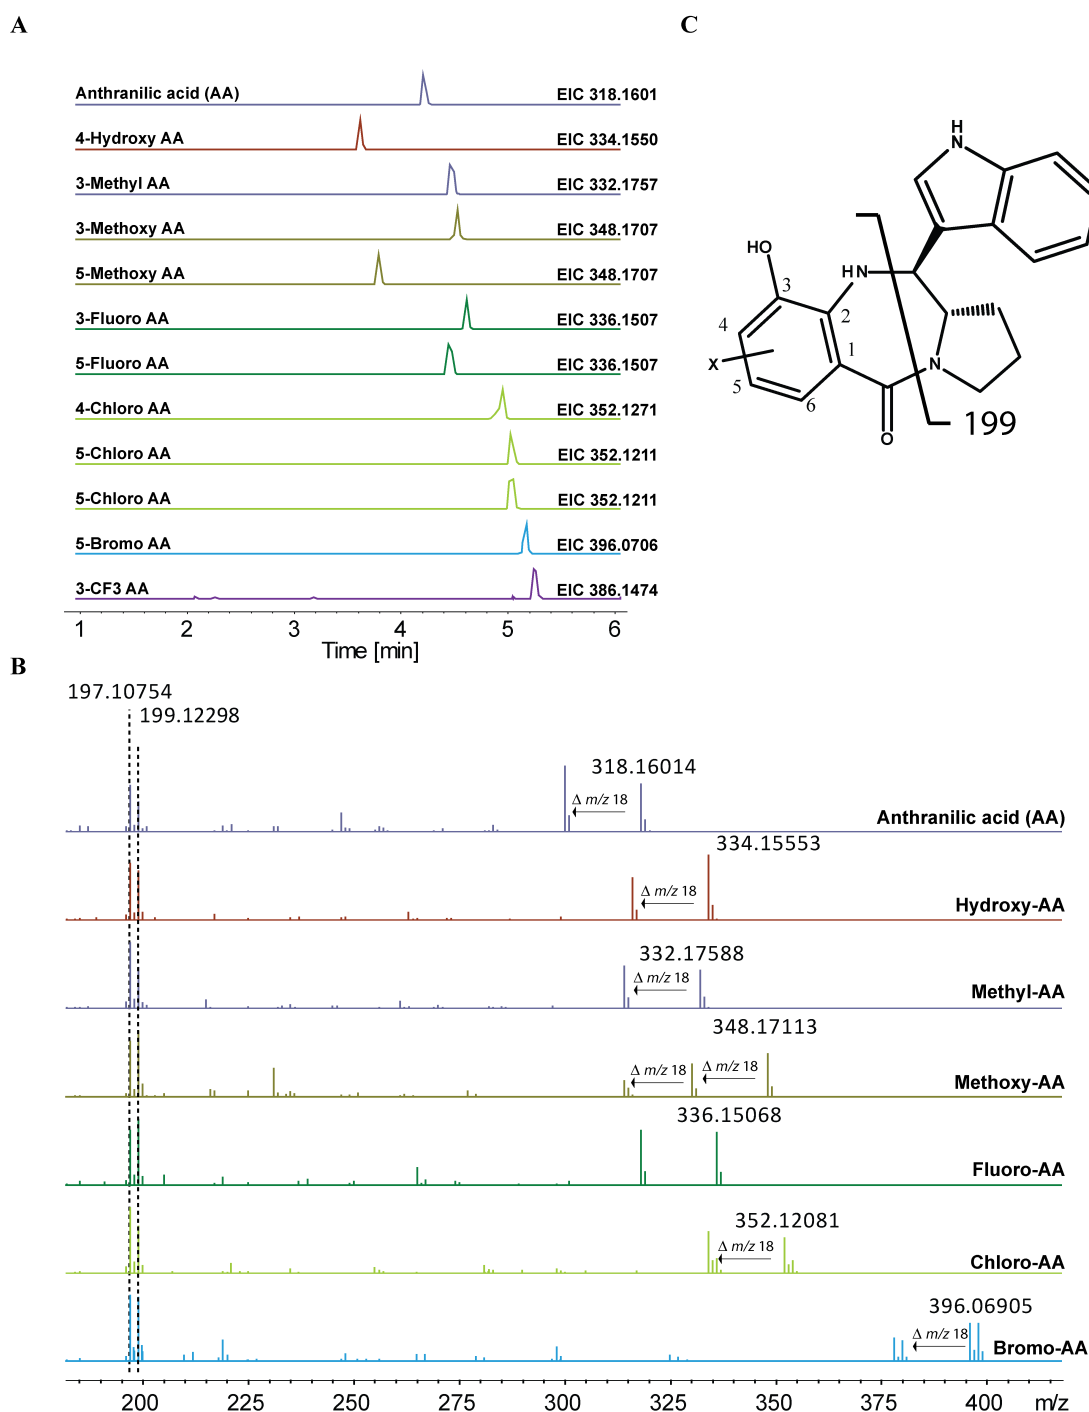 A
Anthranilic acid (AA) EIC 318.1601
4-Hydroxy AA EIC 334.1550
3-Methyl AA EIC 332.1757
3-Methoxy AA EIC 348.1707
5-Methoxy AA EIC 348.1707
3-Fluoro AA EIC 336.1507
5-Fluoro AA EIC 336.1507
4-Chloro AA EIC 352.1271
5-Chloro AA EIC 352.1211
5-Chloro AA EIC 352.1211
5-Bromo AA EIC 396.0706
3-CF3 AA EIC 386.1474
1 2 3 4 5 6
Time [min]
C
H
N
HO
H N
3
4
2
1
X
5
6
N
O
199
B
197.10754
199.12298
318.16014
Δ m/z 18
Anthranilic acid (AA)
334.15553
Δ m/z 18
Hydroxy-AA
332.17588
Δ m/z 18
Methyl-AA
348.17113
Δ m/z 18 Δ m/z 18
Methoxy-AA
336.15068
Fluoro-AA
352.12081
Δ m/z 18
Chloro-AA
396.06905
Δ m/z 18
Bromo-AA
200 225 250 275 300 325 350 375 400 m/z